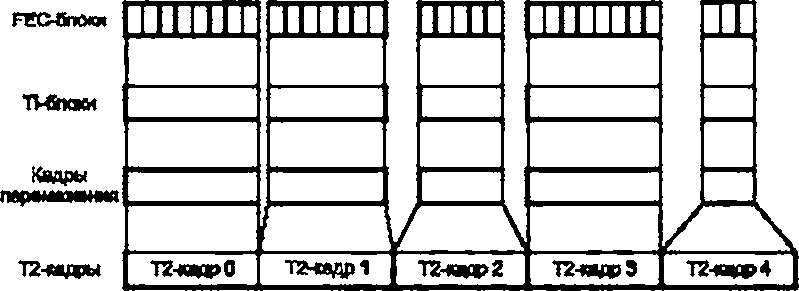 FEC-блоки
TI-блоки
Кадры
перемежения
T2-кадры
T2-кадр 0
T2-кадр 1
T2-кадр 2
T2-кадр 3
T2-кадр 4